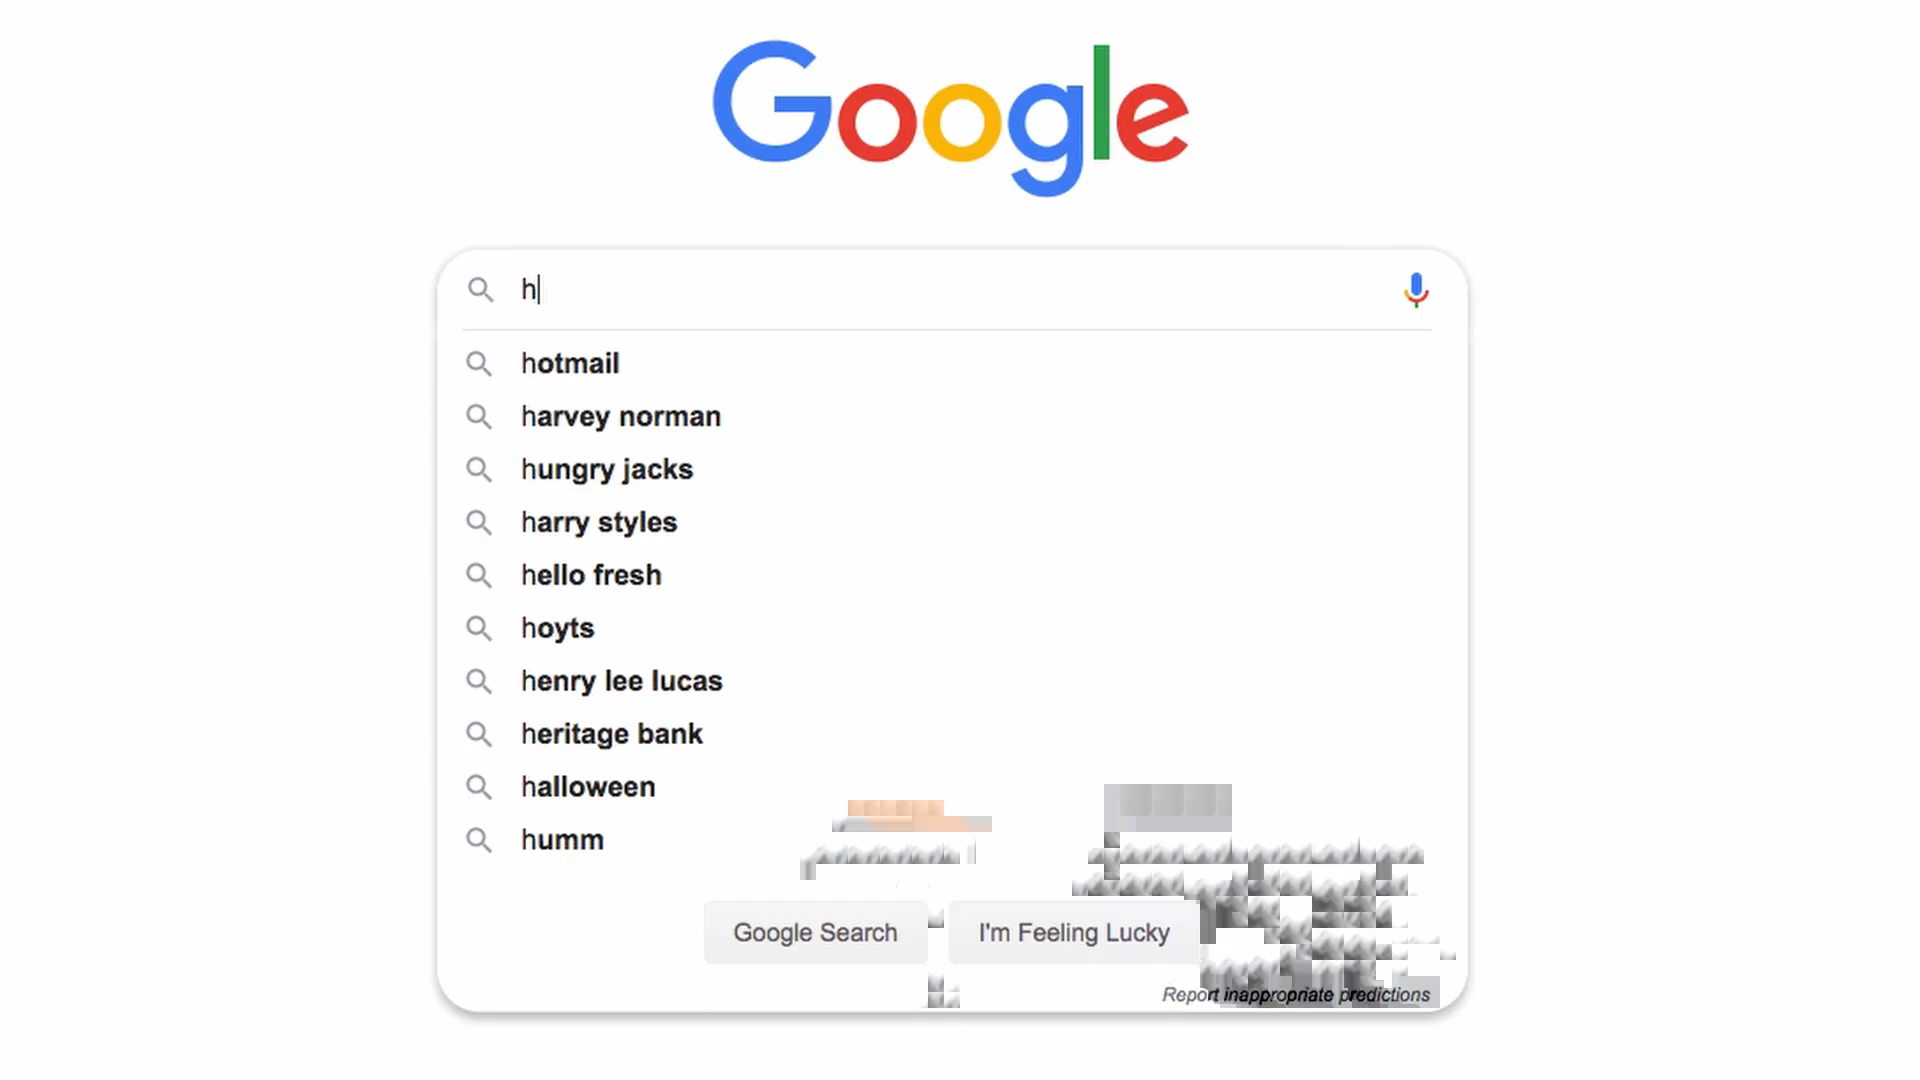 Google
h
hotmail
harvey norman
hungry jacks
harry styles
hello fresh
hoyts
henry lee lucas
heritage bank
halloween
humm
Google Search
I'm Feeling Lucky
Report inappropriate predictions